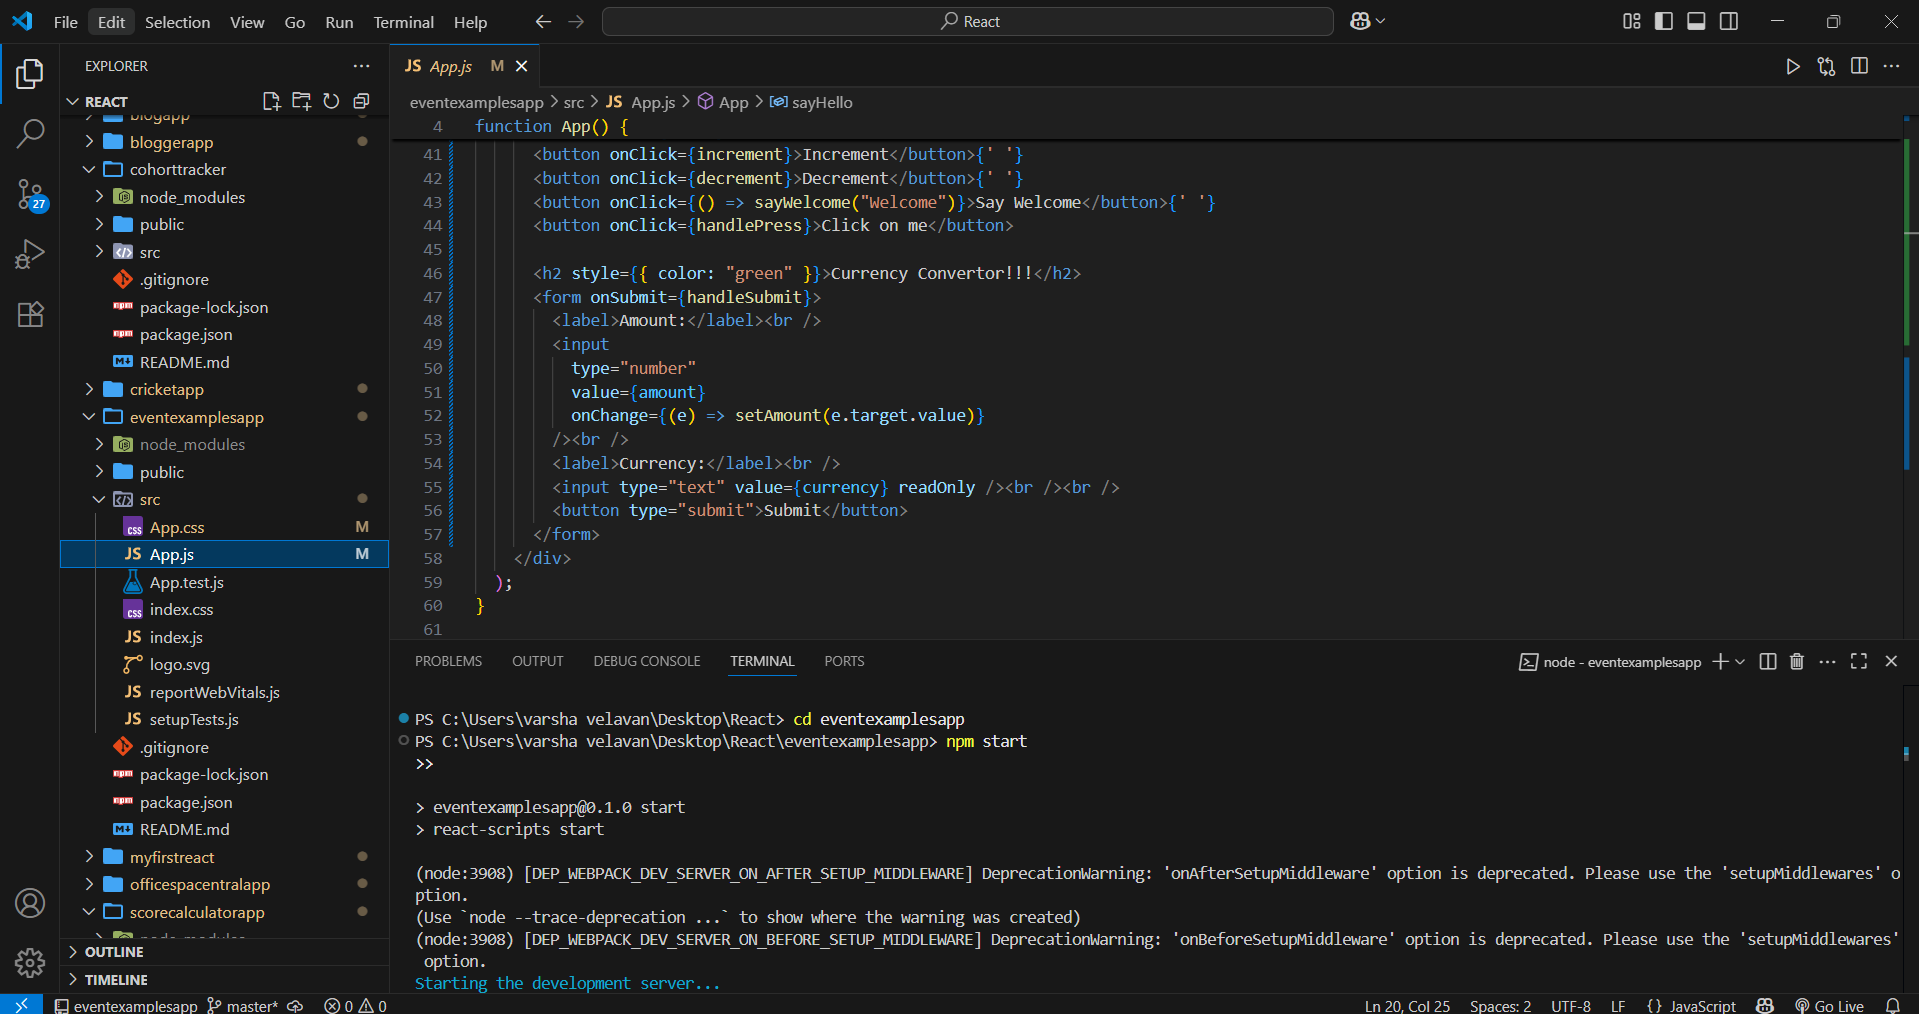 File Edit Selection View Go Run Terminal Help
React
EXPLORER
REACT
blogapp
bloggerapp
cohorttracker
node_modules
public
src
.gitignore
package-lock.json
package.json
README.md
cricketapp
eventexamplesapp
node_modules
public
src
App.css M
App.js M
App.test.js
index.css
index.js
logo.svg
reportWebVitals.js
setupTests.js
.gitignore
package-lock.json
package.json
README.md
myfirstreact
officespacentralapp
scorecalculatorapp
node_modules
OUTLINE
TIMELINE
27
JS App.js M
eventexamplesapp > src > JS App.js > App > sayHello
4 function App() {
41 <button onClick={increment}>Increment</button>{' '}
42 <button onClick={decrement}>Decrement</button>{' '}
43 <button onClick={() => sayWelcome("Welcome")}>Say Welcome</button>{' '}
44 <button onClick={handlePress}>Click on me</button>
45
46 <h2 style={{ color: "green" }}>Currency Convertor!!!</h2>
47 <form onSubmit={handleSubmit}>
48 <label>Amount:</label><br />
49 <input
50 type="number"
51 value={amount}
52 onChange={(e) => setAmount(e.target.value)}
53 /><br />
54 <label>Currency:</label><br />
55 <input type="text" value={currency} readOnly /><br /><br />
56 <button type="submit">Submit</button>
57 </form>
58 </div>
59 );
60 }
61
PROBLEMS OUTPUT DEBUG CONSOLE TERMINAL PORTS
node - eventexamplesapp
PS C:\Users\varsha velavan\Desktop\React> cd eventexamplesapp
PS C:\Users\varsha velavan\Desktop\React\eventexamplesapp> npm start
>>
> eventexamplesapp@0.1.0 start
> react-scripts start
(node:3908) [DEP_WEBPACK_DEV_SERVER_ON_AFTER_SETUP_MIDDLEWARE] DeprecationWarning: 'onAfterSetupMiddleware' option is deprecated. Please use the 'setupMiddlewares' o
ption.
(Use `node --trace-deprecation ...` to show where the warning was created)
(node:3908) [DEP_WEBPACK_DEV_SERVER_ON_BEFORE_SETUP_MIDDLEWARE] DeprecationWarning: 'onBeforeSetupMiddleware' option is deprecated. Please use the 'setupMiddlewares'
option.
Starting the development server...
eventexamplesapp master* 0 0 Ln 20, Col 25 Spaces: 2 UTF-8 LF {} JavaScript Go Live